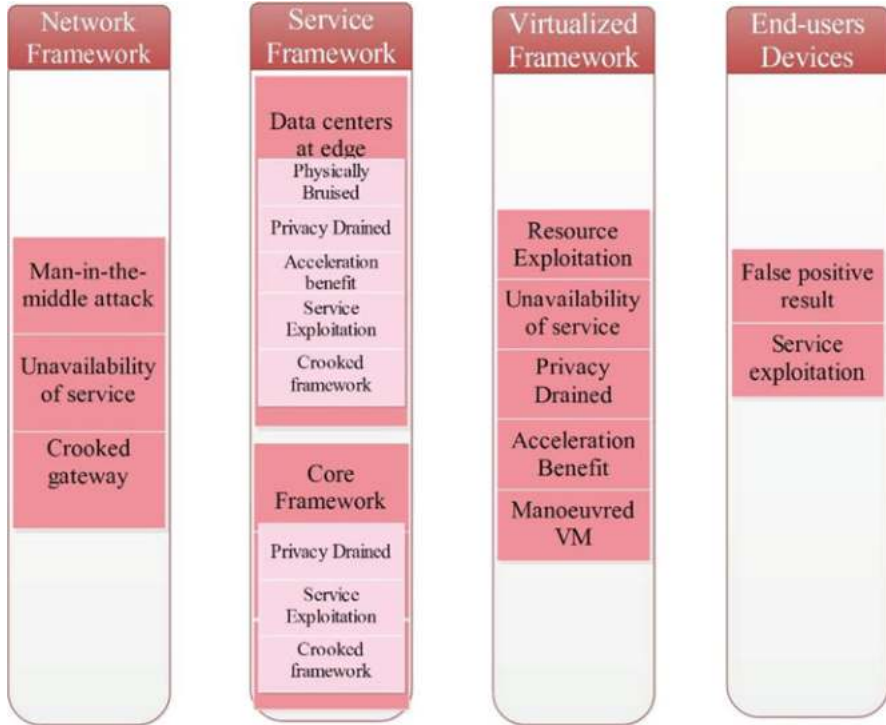 Network
Framework
Man-in-the-
middle attack
Unavailability
of service
Crooked
gateway
Service
Framework
Data centers
at edge
Physically
Bruised
Privacy Drained
Acceleration
benefit
Service
Exploitation
Crooked
framework
Core
Framework
Privacy Drained
Service
Exploitation
Crooked
framework
Virtualized
Framework
Resource
Exploitation
Unavailability
of service
Privacy
Drained
Acceleration
Benefit
Manoeuvred
VM
End-users
Devices
False positive
result
Service
exploitation